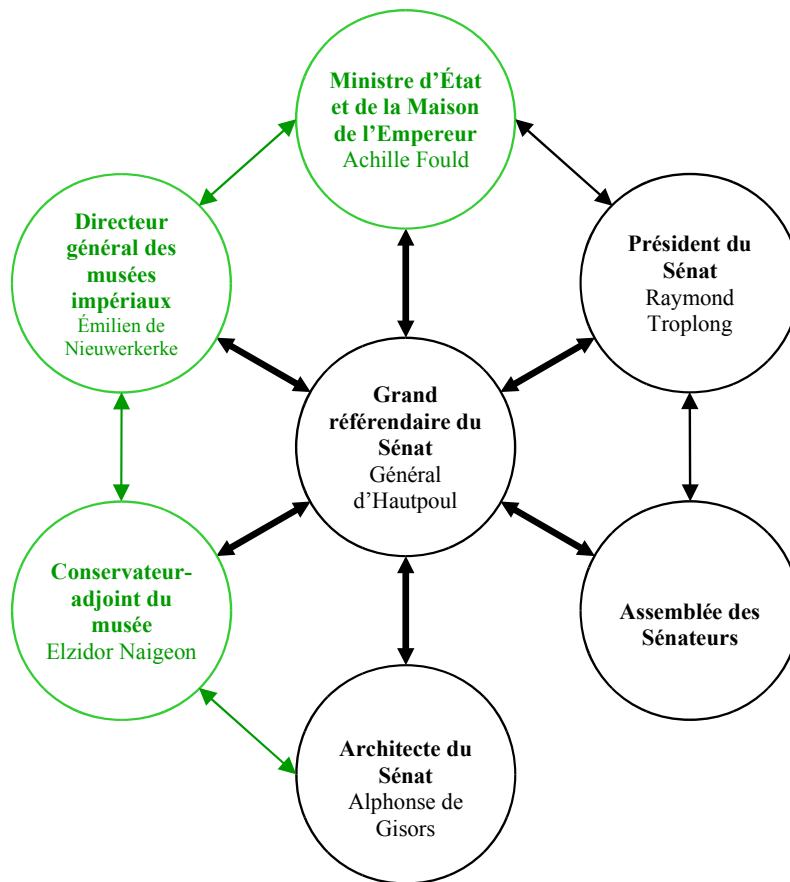 Ministre d’État
et de la Maison
de l’Empereur
Achille Fould
Directeur
général des
musées
impériaux
Émilien de
Nieuwerkerke
Président du
Sénat
Raymond
Troplong
Grand
référendaire du
Sénat
Général
d’Hautpoul
Conservateur-
adjoint du
musée
Elzidor Naigeon
Assemblée des
Sénateurs
Architecte du
Sénat
Alphonse de
Gisors